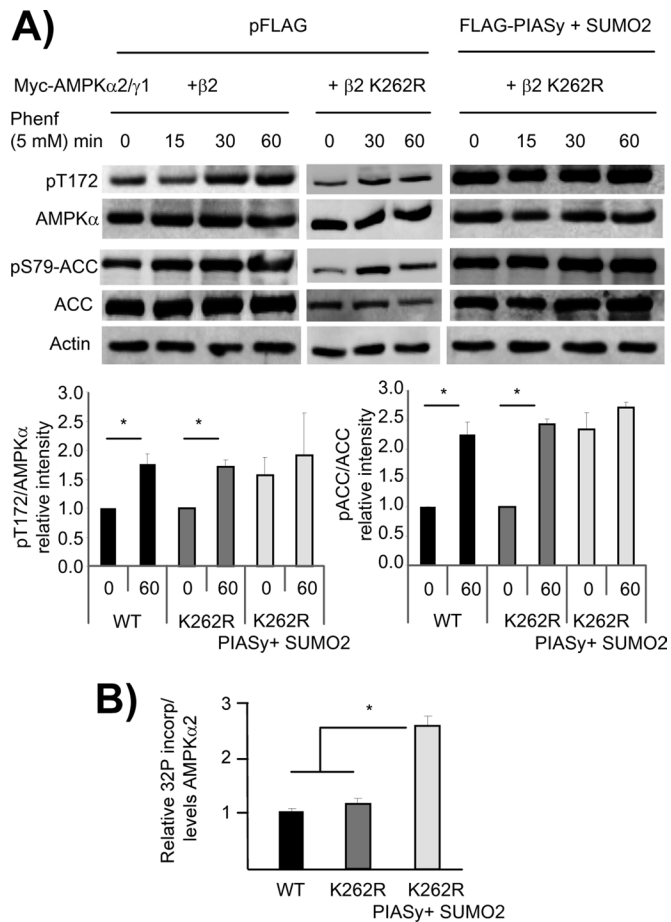 A)
pFLAG FLAG-PIASy + SUMO2
Myc-AMPKα2/γ1 +β2 + β2 K262R + β2 K262R
Phenf
(5 mM) min 0 15 30 60 0 30 60 0 15 30 60
pT172
AMPKα
pS79-ACC
ACC
Actin
pT172/AMPKα
relative intensity
3.0
2.5
2.0
1.5
1.0
0.5
0.0
* *
0 60 0 60 0 60
WT K262R K262R
PIASy+ SUMO2
pACC/ACC
relative intensity
3.0
2.5
2.0
1.5
1.0
0.5
0.0
* *
0 60 0 60 0 60
WT K262R K262R
PIASy+ SUMO2
B)
Relative 32P incorp/
levels AMPKα2
3
2
1
*
WT K262R K262R
PIASy+ SUMO2